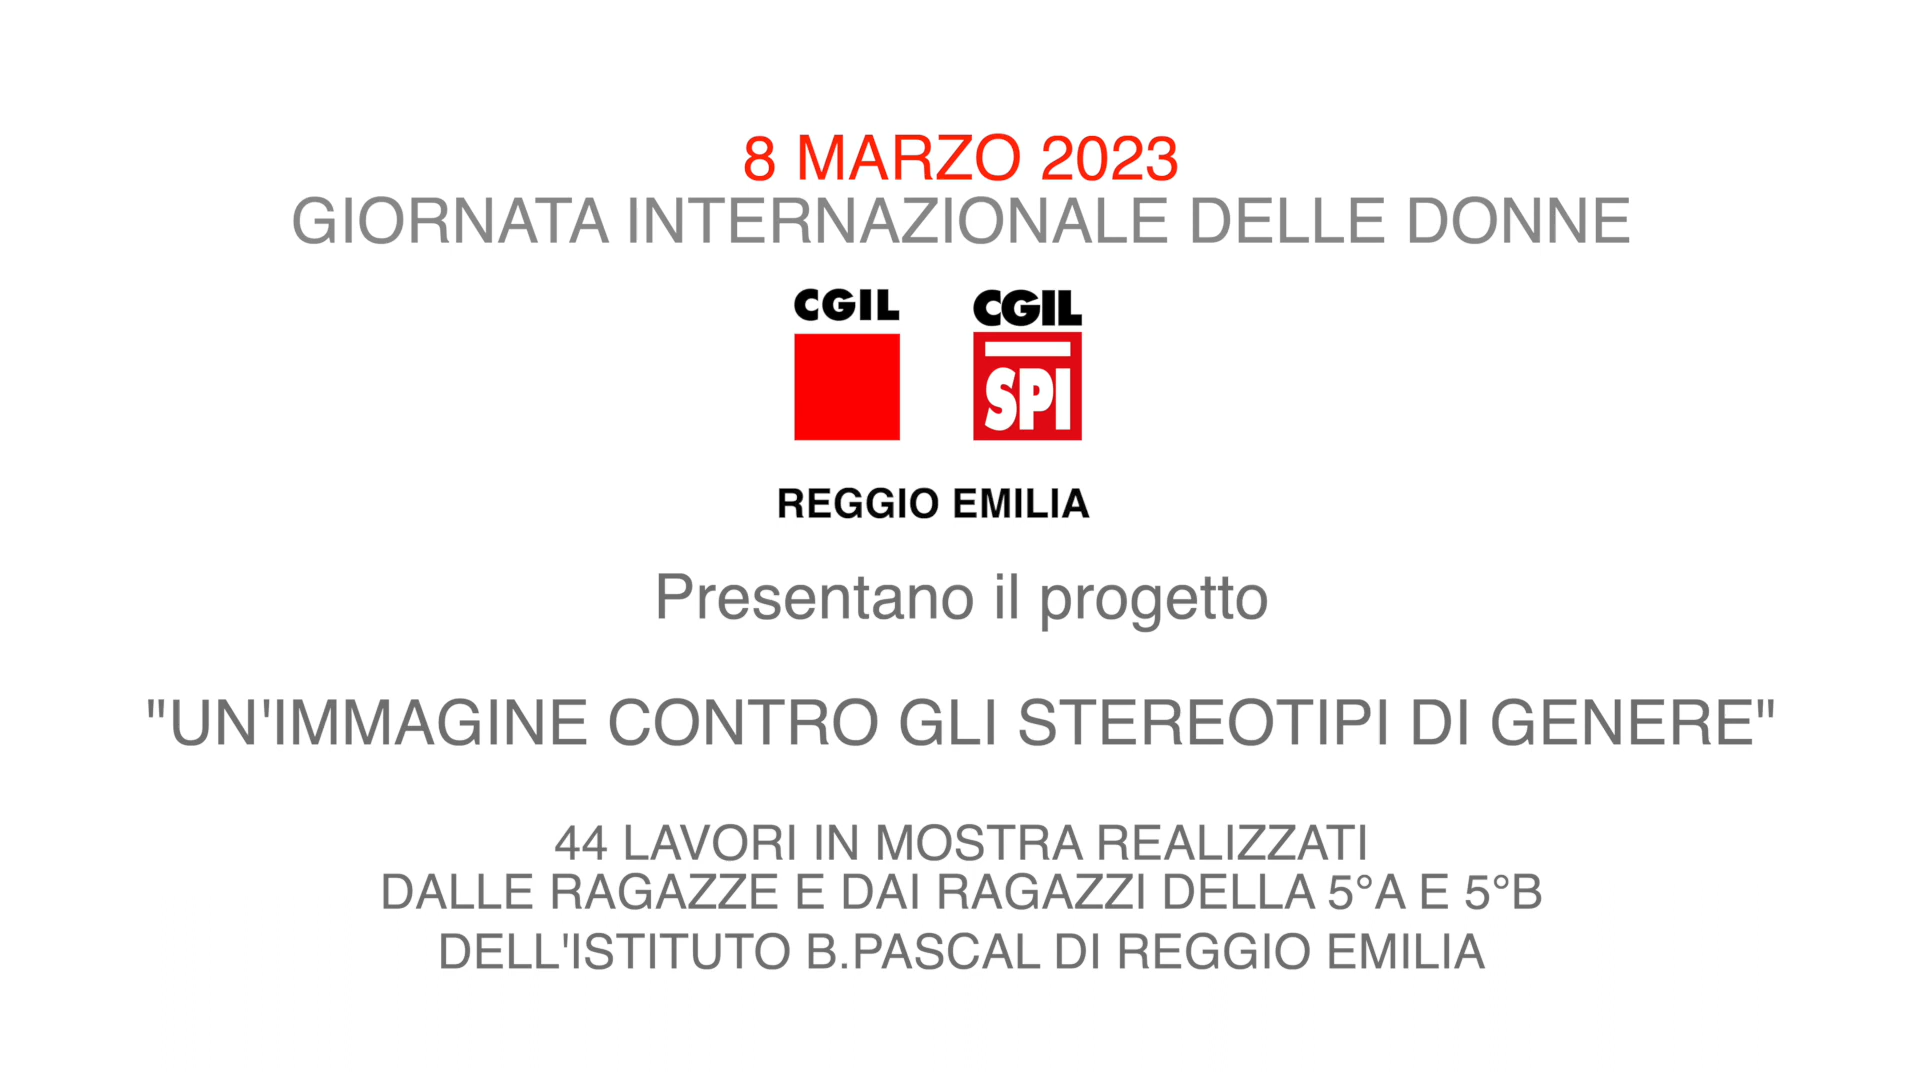 8 MARZO 2023
GIORNATA INTERNAZIONALE DELLE DONNE
CGIL CGIL
SPI
REGGIO EMILIA
Presentano il progetto
"UN'IMMAGINE CONTRO GLI STEREOTIPI DI GENERE"
44 LAVORI IN MOSTRA REALIZZATI
DALLE RAGAZZE E DAI RAGAZZI DELLA 5°A E 5°B
DELL'ISTITUTO B.PASCAL DI REGGIO EMILIA